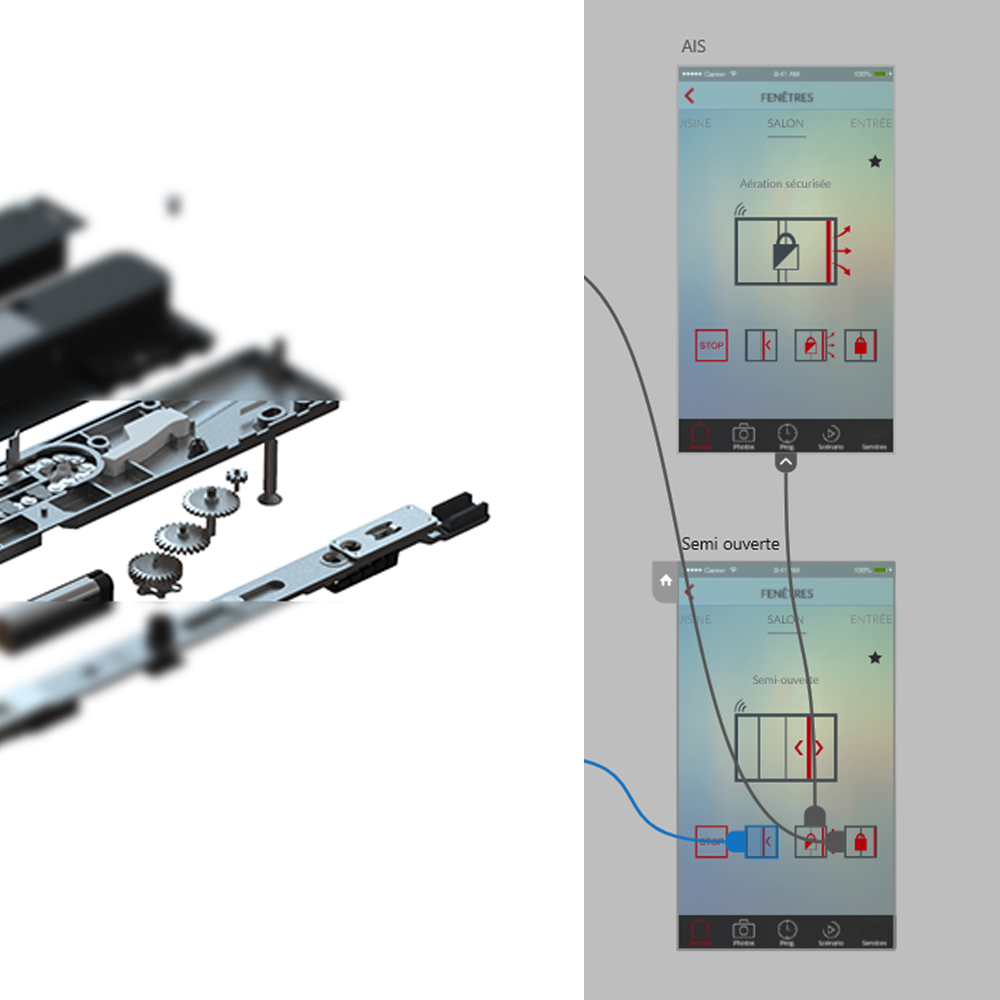 AIS
Carrier 9:41 AM 100%
FENÊTRES
UISINE SALON ENTRÉE
Aération sécurisée
STOP
Accueil Photos Prog. Scénario Services
Semi ouverte
Carrier 9:41 AM 100%
FENÊTRES
UISINE SALON ENTRÉE
Semi-ouverte
STOP
Accueil Photos Prog. Scénario Services